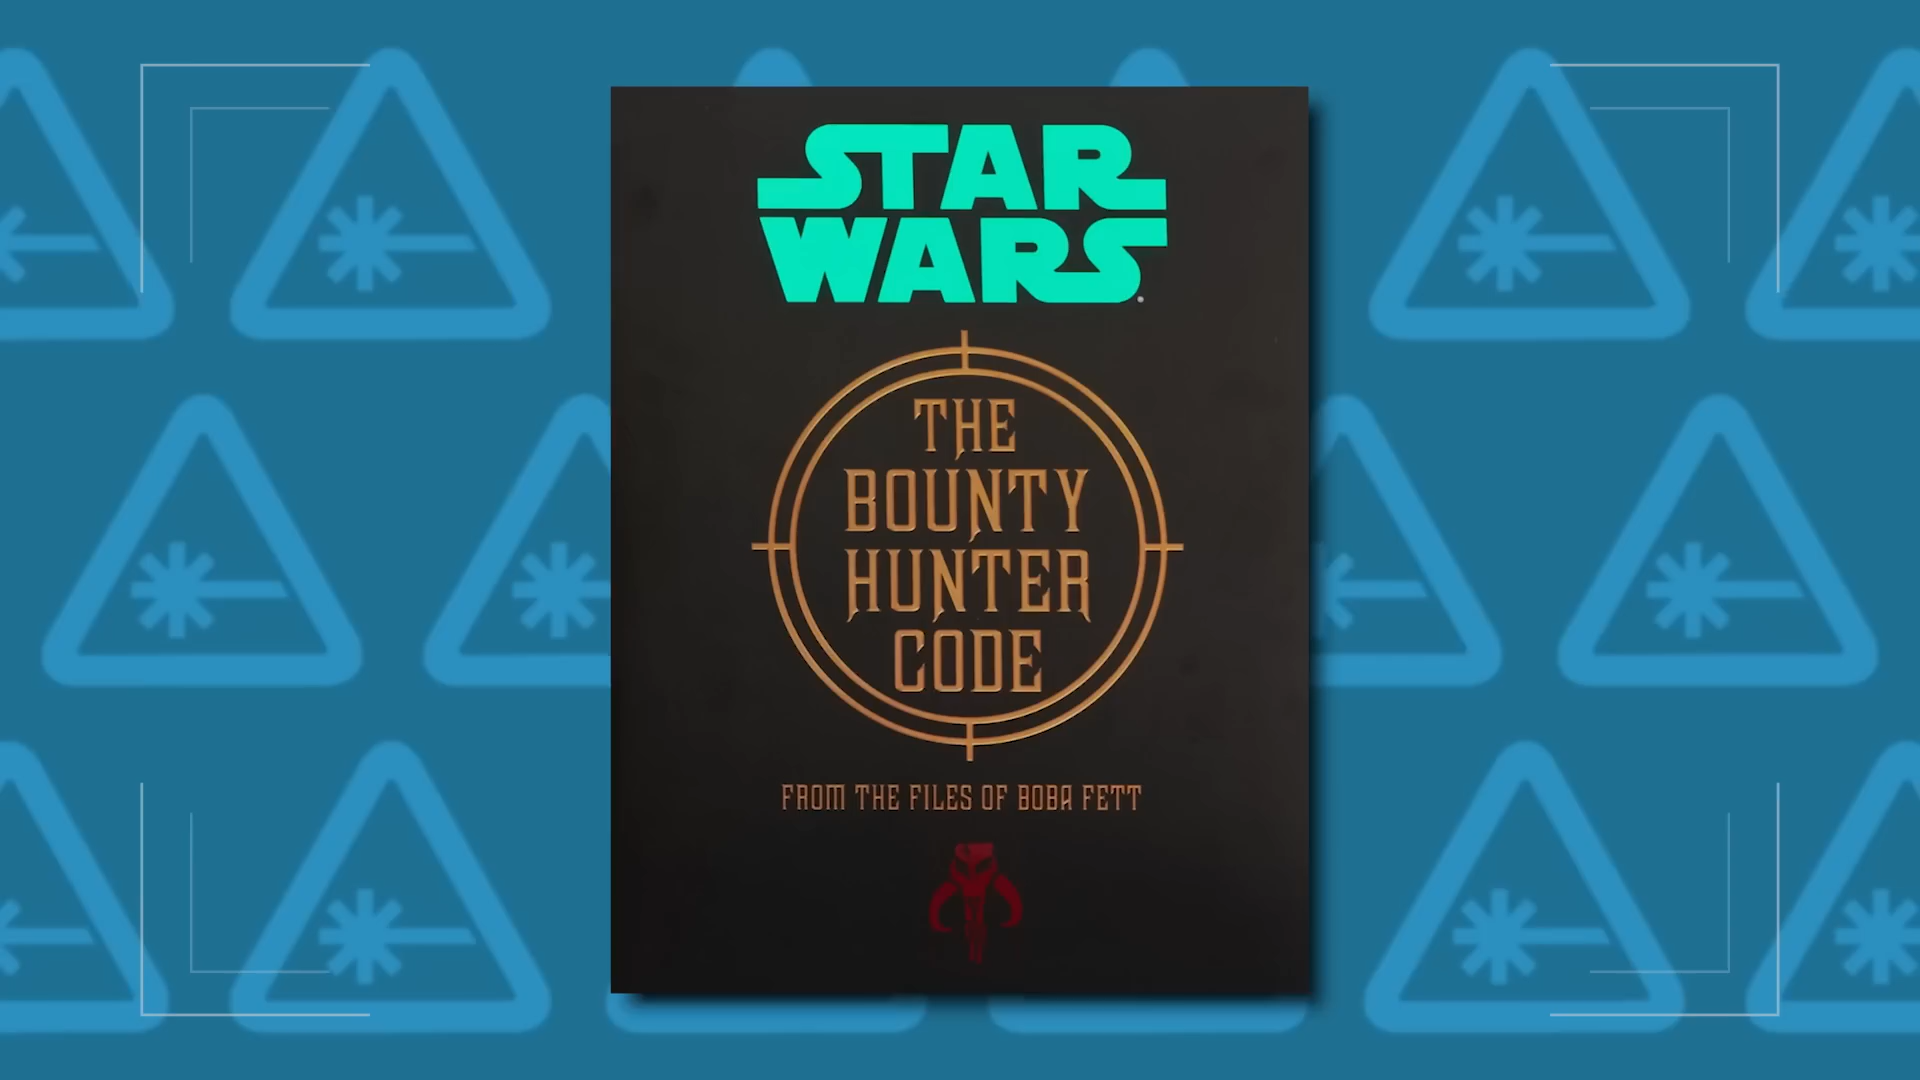 STAR
WARS
THE
BOUNTY
HUNTER
CODE
FROM THE FILES OF BOBA FETT